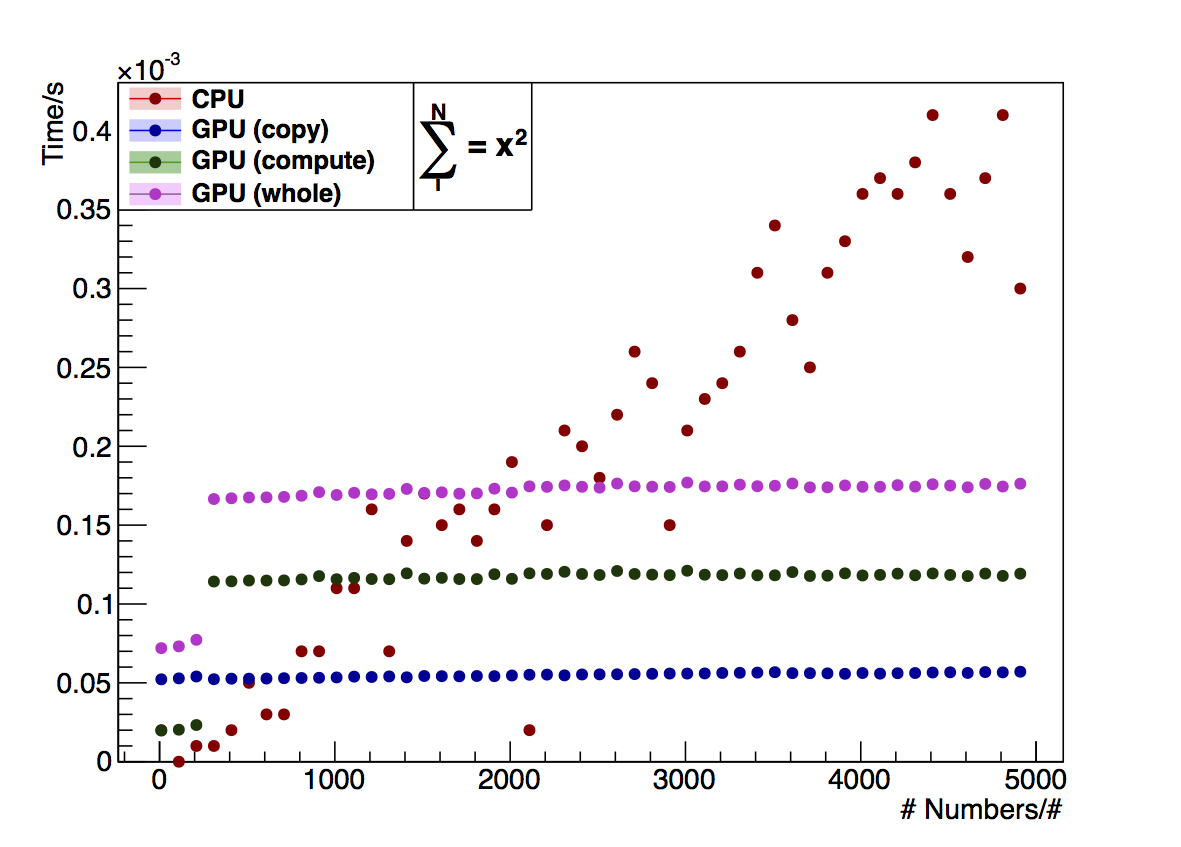 ×10-3
Time/s
CPU
GPU (copy)
GPU (compute)
GPU (whole)
N
∑ = x²
I
0.4
0.35
0.3
0.25
0.2
0.15
0.1
0.05
0
0 1000 2000 3000 4000 5000
# Numbers/#